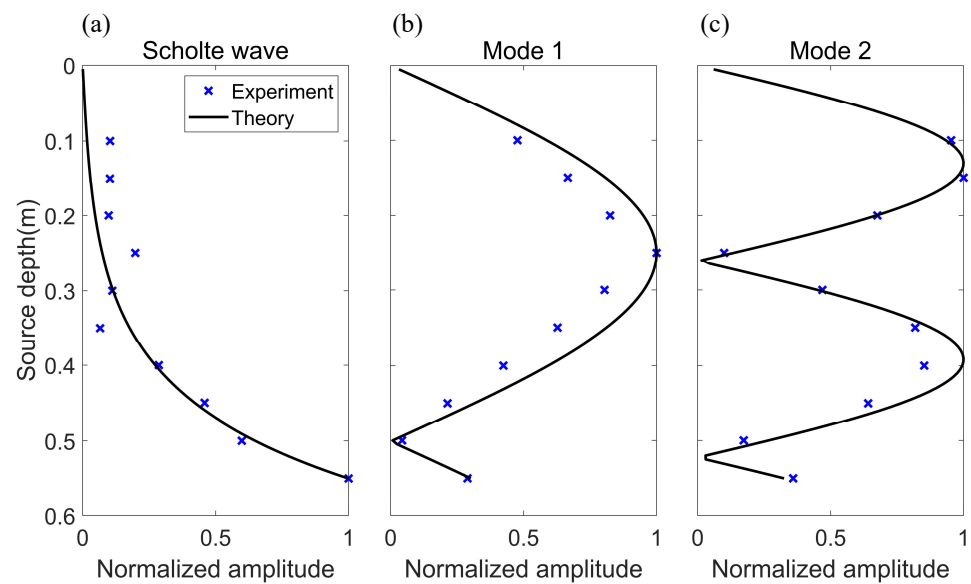 (a)
(b)
(c)
Scholte wave
Mode 1
Mode 2
Experiment
Theory
Source depth(m)
0
0.1
0.2
0.3
0.4
0.5
0.6
0
0.5
1
0
0.5
1
0
0.5
1
Normalized amplitude
Normalized amplitude
Normalized amplitude